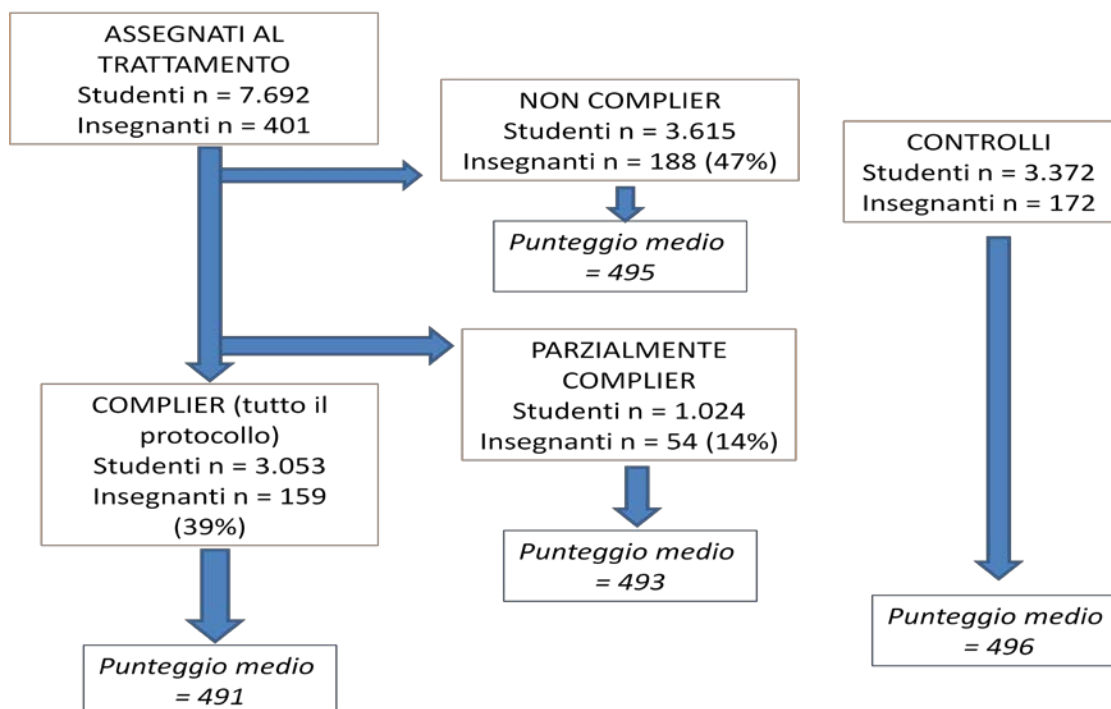 ASSEGNATI AL
TRATTAMENTO
Studenti n = 7.692
Insegnanti n = 401
NON COMPLIER
Studenti n = 3.615
Insegnanti n = 188 (47%)
Punteggio medio
= 495
CONTROLLI
Studenti n = 3.372
Insegnanti n = 172
PARZIALMENTE
COMPLIER
Studenti n = 1.024
Insegnanti n = 54 (14%)
Punteggio medio
= 493
COMPLIER (tutto il
protocollo)
Studenti n = 3.053
Insegnanti n = 159
(39%)
Punteggio medio
= 491
Punteggio medio
= 496